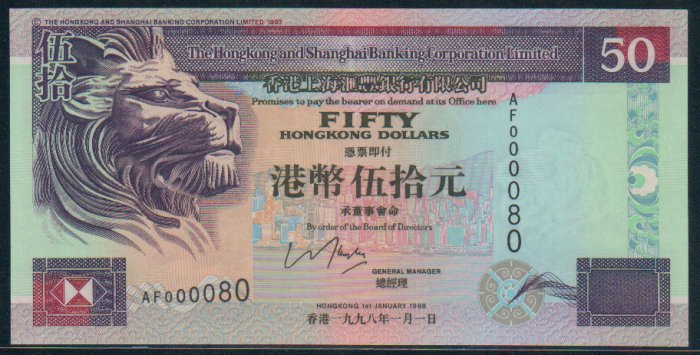 © THE HONGKONG AND SHANGHAI BANKING CORPORATION LIMITED 1993
伍拾
The Hongkong and Shanghai Banking Corporation Limited
50
香港上海滙豐銀行有限公司
Promises to pay the bearer on demand at its Office here
FIFTY
HONGKONG DOLLARS
憑票即付
港幣伍拾元
承董事會命
By order of the Board of Directors
AF000080
GENERAL MANAGER
總經理
AF000080
HONGKONG 1ST JANUARY 1998
香港一九九八年一月一日
50